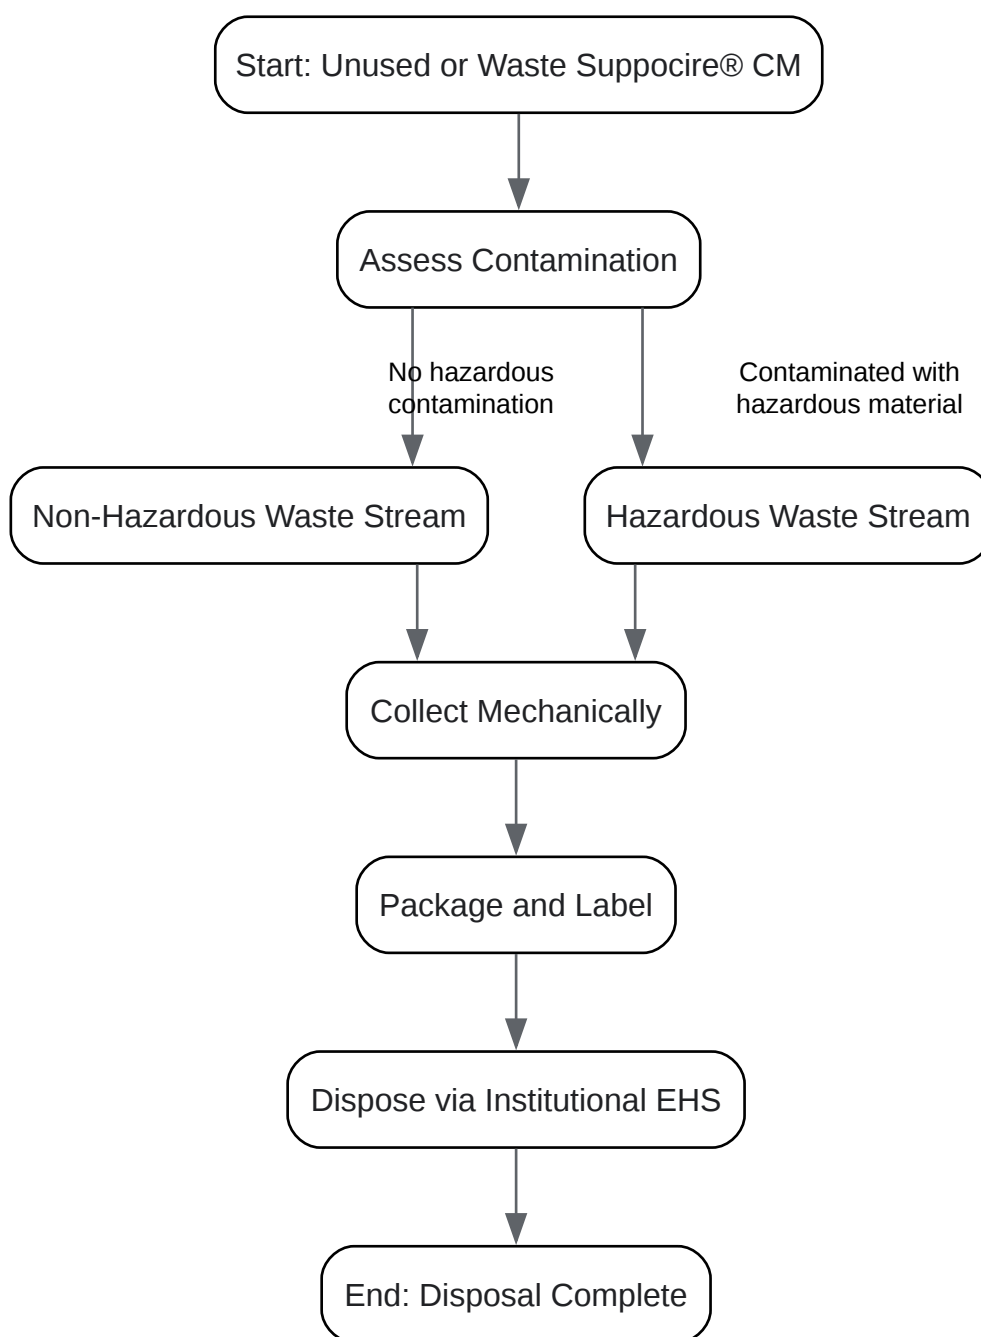 Start: Unused or Waste Suppocire® CM
Assess Contamination
No hazardous
contamination
Contaminated with
hazardous material
Non-Hazardous Waste Stream
Hazardous Waste Stream
Collect Mechanically
Package and Label
Dispose via Institutional EHS
End: Disposal Complete